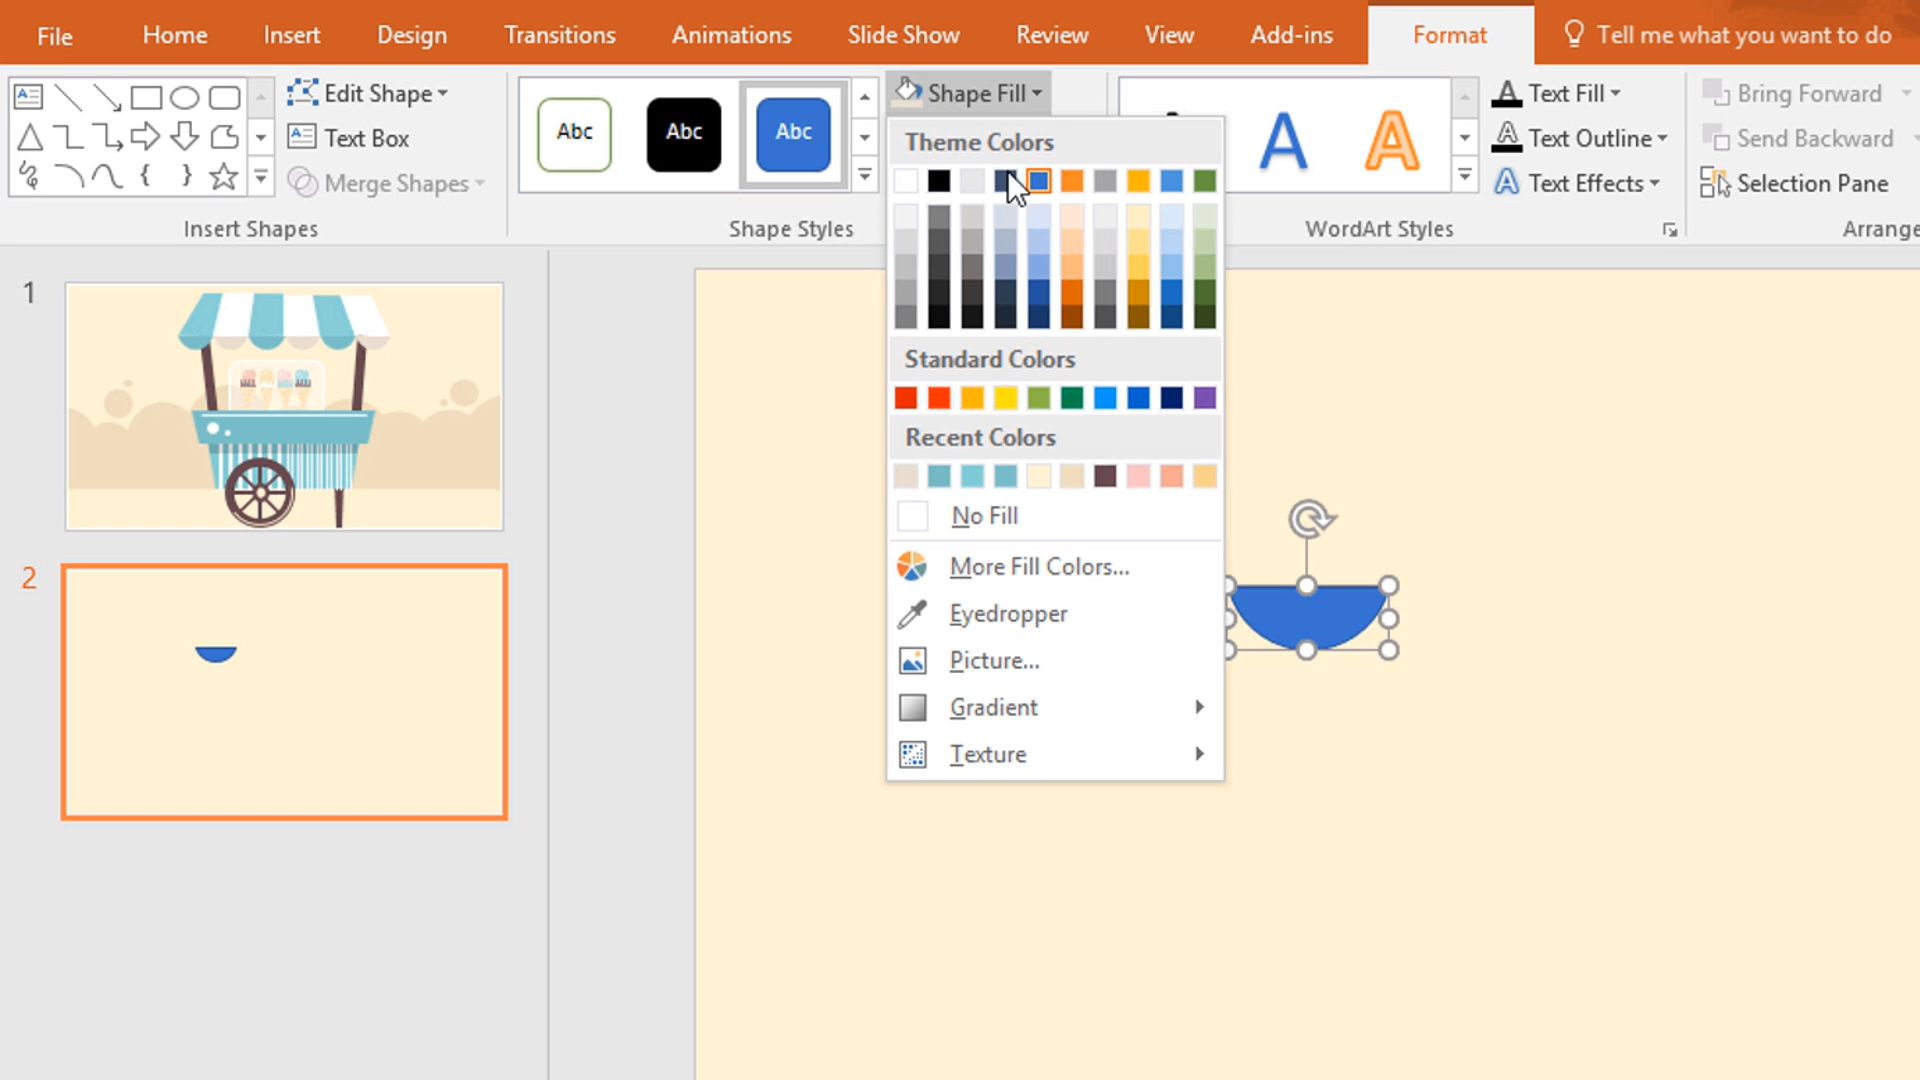 File Home Insert Design Transitions Animations Slide Show Review View Add-ins Format Tell me what you want to do
Edit Shape
Text Box
Merge Shapes
Insert Shapes
Abc Abc Abc
Shape Styles
Shape Fill
Theme Colors
Standard Colors
Recent Colors
No Fill
More Fill Colors...
Eyedropper
Picture...
Gradient
Texture
A A
WordArt Styles
Text Fill
Text Outline
Text Effects
Bring Forward
Send Backward
Selection Pane
Arrange
1
2